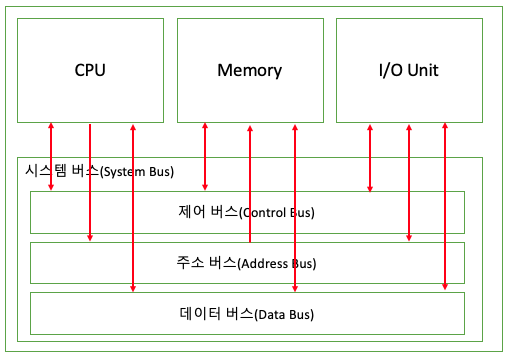 CPU
Memory
I/O Unit
시스템 버스(System Bus)
제어 버스(Control Bus)
주소 버스(Address Bus)
데이터 버스(Data Bus)